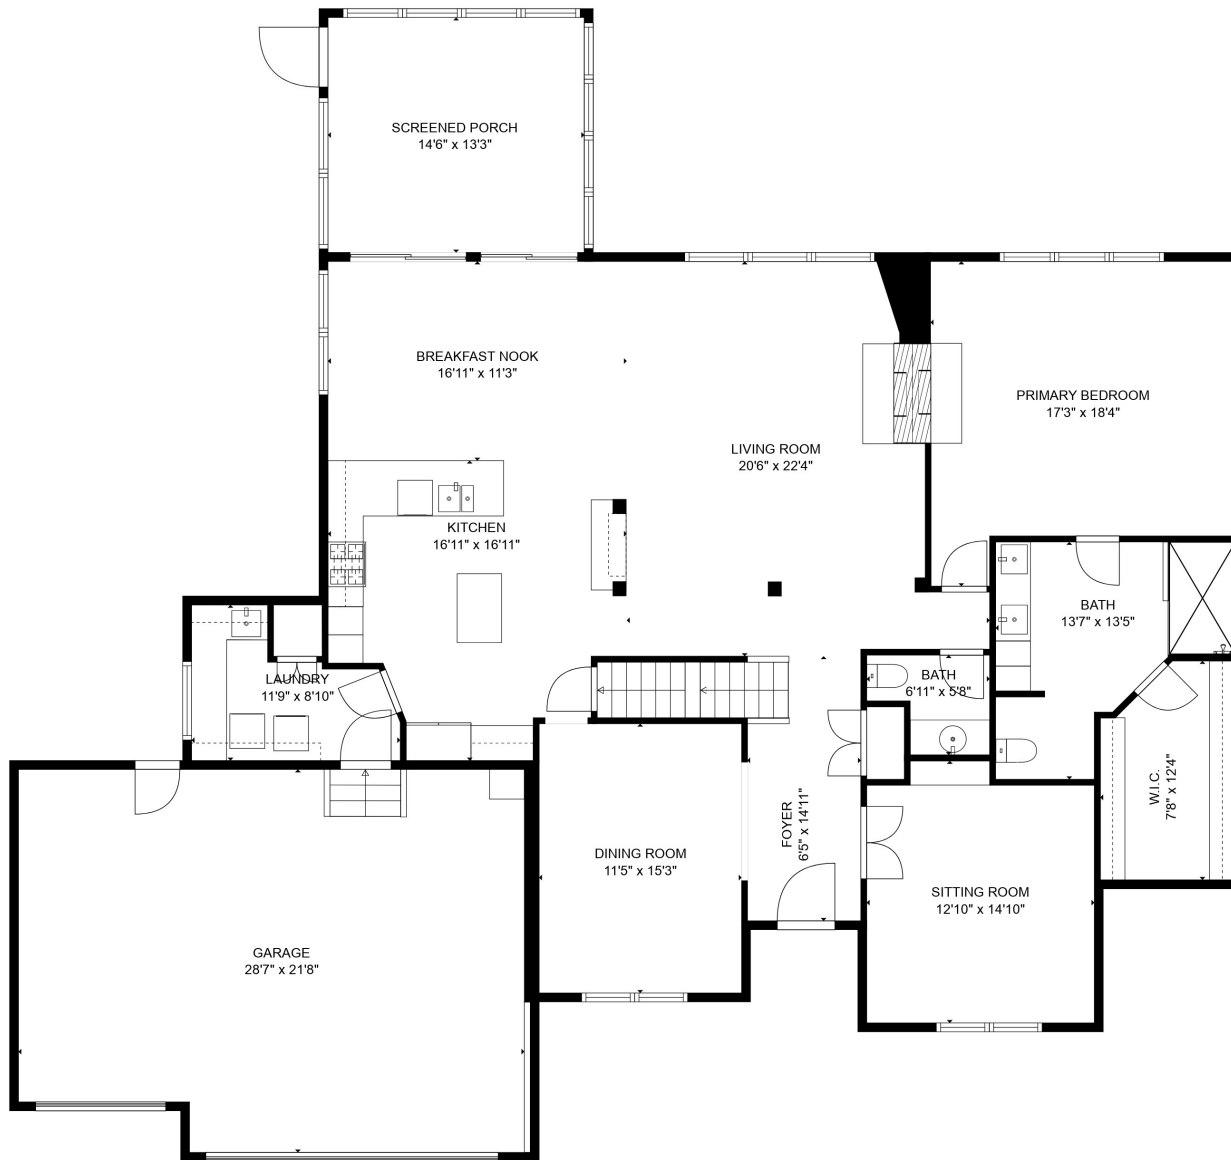 SCREENED PORCH
14'6" x 13'3"
BREAKFAST NOOK
16'11" x 11'3"
PRIMARY BEDROOM
17'3" x 18'4"
LIVING ROOM
20'6" x 22'4"
KITCHEN
16'11" x 16'11"
BATH
13'7" x 13'5"
LAUNDRY
11'9" x 8'10"
BATH
6'11" x 5'8"
W.I.C.
7'8" x 12'4"
FOYER
6'5" x 14'11"
DINING ROOM
11'5" x 15'3"
SITTING ROOM
12'10" x 14'10"
GARAGE
28'7" x 21'8"